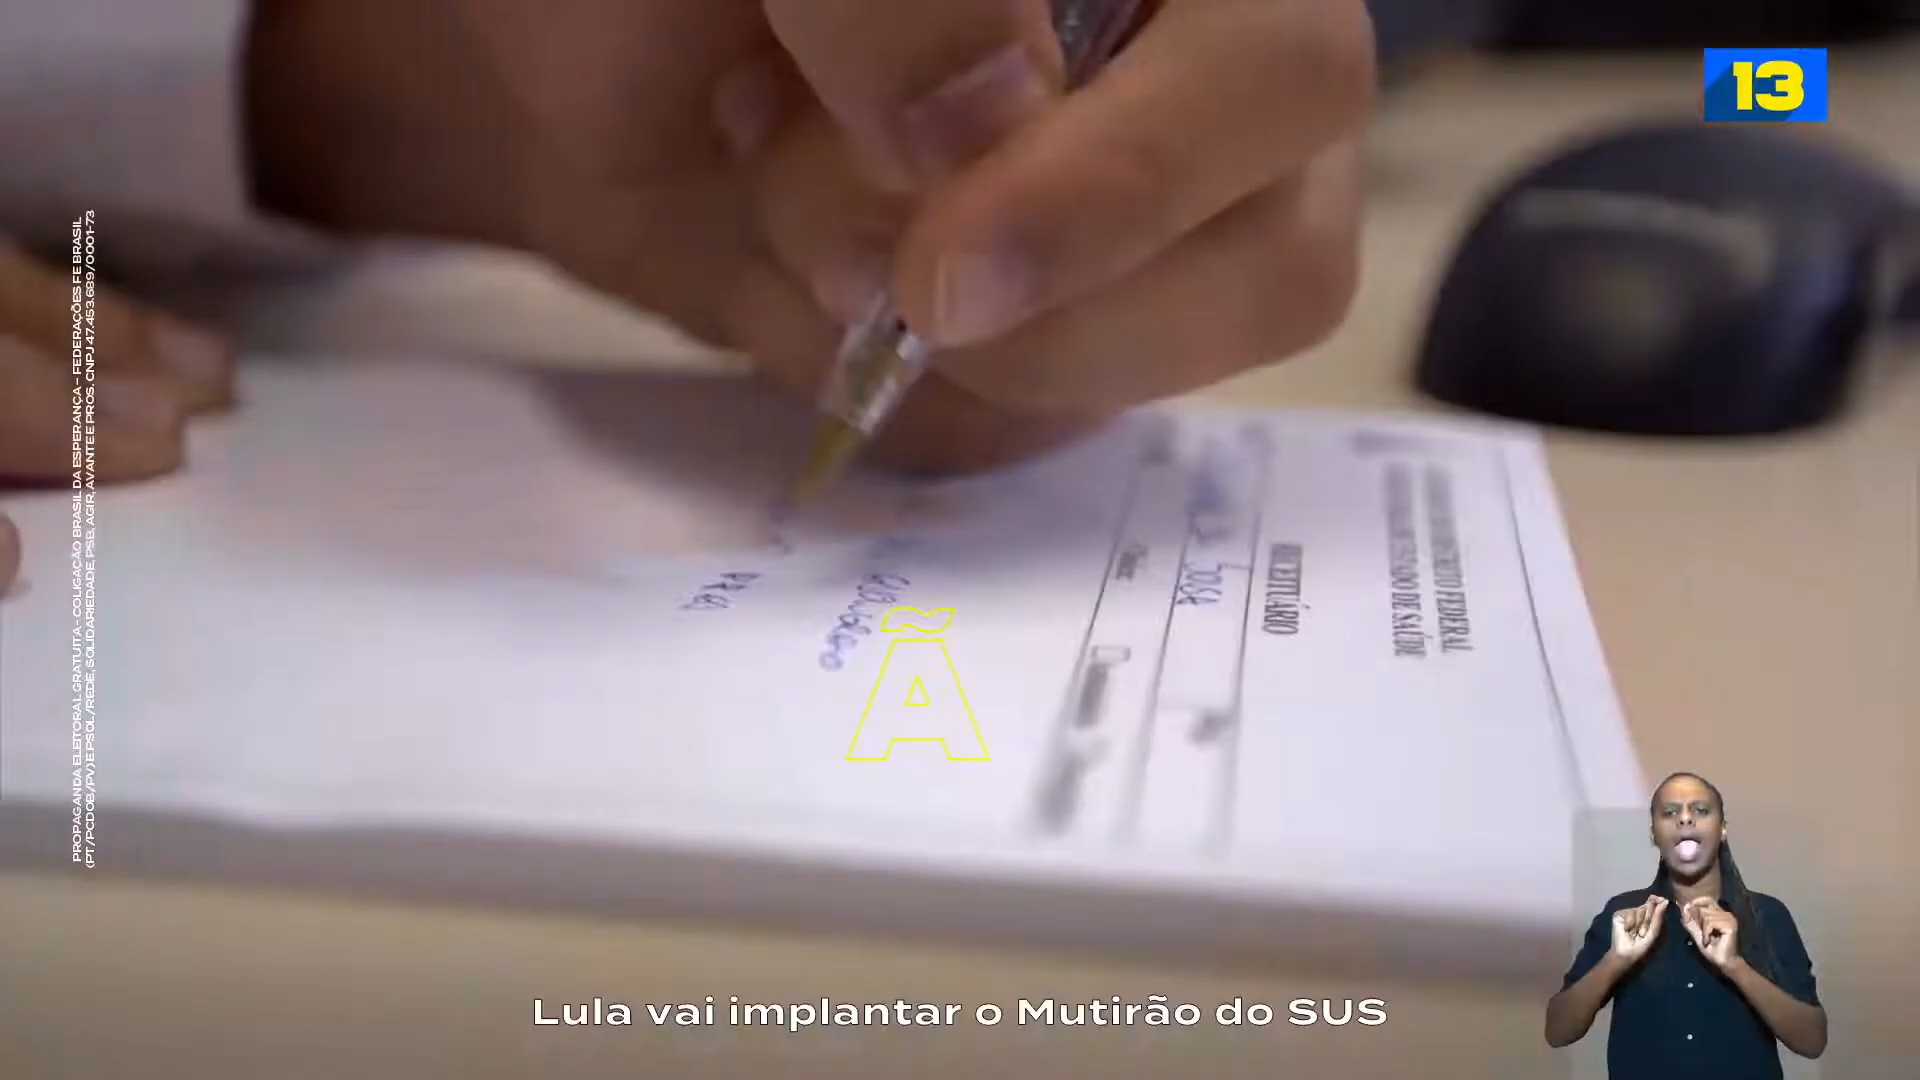 13
PROPAGANDA ELEITORAL GRATUITA - COLIGAÇÃO BRASIL DA ESPERANÇA - FEDERAÇÕES FE BRASIL
(PT/PCDOB/PV) E PSOL/REDE, SOLIDARIEDADE, PSB, AGIR, AVANTE E PROS. CNPJ 47.453.689/0001-73
DISTRITO FEDERAL
ESTADO DE SAÚDE
RECEITUÁRIO
SOUSA
Ã
Lula vai implantar o Mutirão do SUS